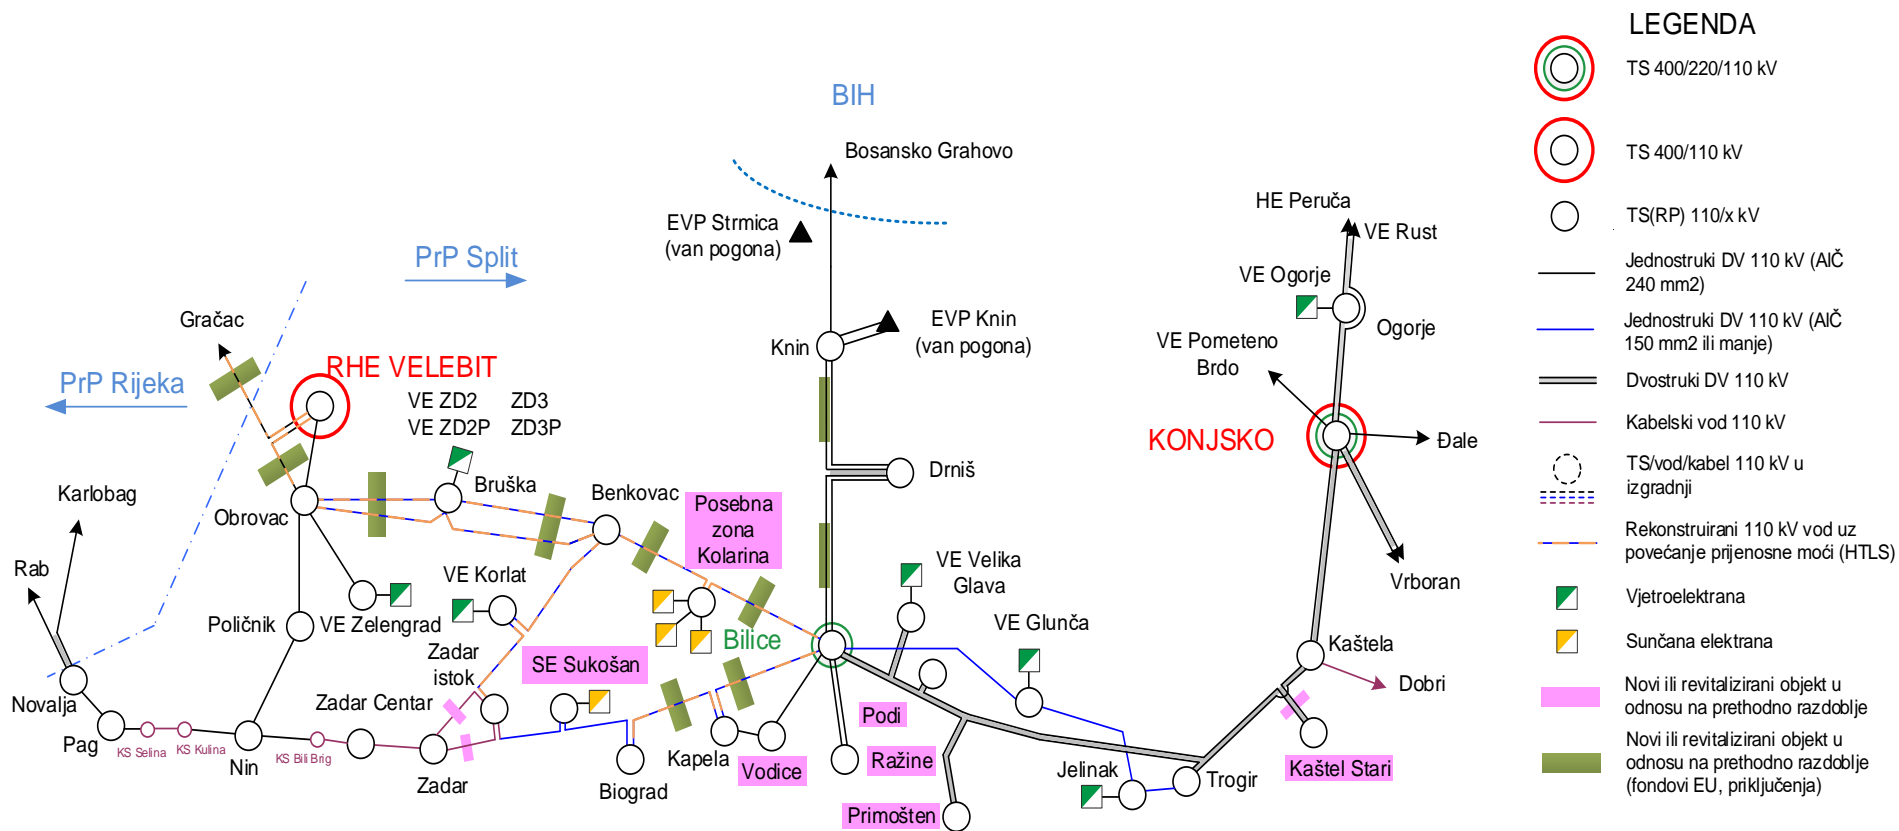 LEGENDA
TS 400/220/110 kV
TS 400/110 kV
TS(RP) 110/x kV
Jednostruki DV 110 kV (AlČ
240 mm2)
Jednostruki DV 110 kV (AlČ
150 mm2 ili manje)
Dvostruki DV 110 kV
Kabelski vod 110 kV
TS/vod/kabel 110 kV u
izgradnji
Rekonstruirani 110 kV vod uz
povećanje prijenosne moći (HTLS)
Vjetroelektrana
Sunčana elektrana
Novi ili revitalizirani objekt u
odnosu na prethodno razdoblje
Novi ili revitalizirani objekt u
odnosu na prethodno razdoblje
(fondovi EU, priključenja)
BIH
Bosansko Grahovo
EVP Strmica
(van pogona)
HE Peruča
VE Rust
PrP Split
VE Ogorje
Ogorje
Gračac
EVP Knin
(van pogona)
Knin
VE Pometeno
Brdo
PrP Rijeka
RHE VELEBIT
VE ZD2
ZD3
VE ZD2P
ZD3P
KONJSKO
Đale
Drniš
Bruška
Benkovac
Karlobag
Obrovac
Posebna
zona
Kolarina
VE Velika
Glava
Vrboran
Rab
VE Korlat
VE Zelengrad
Poličnik
VE Glunča
Bilice
Kaštela
Zadar
istok
SE Sukošan
Dobri
Novalja
Zadar Centar
Podi
Pag
KS Selina
KS Kulina
Nin
KS Bili Brig
Zadar
Biograd
Kapela
Vodice
Ražine
Jelinak
Trogir
Kaštel Stari
Primošten